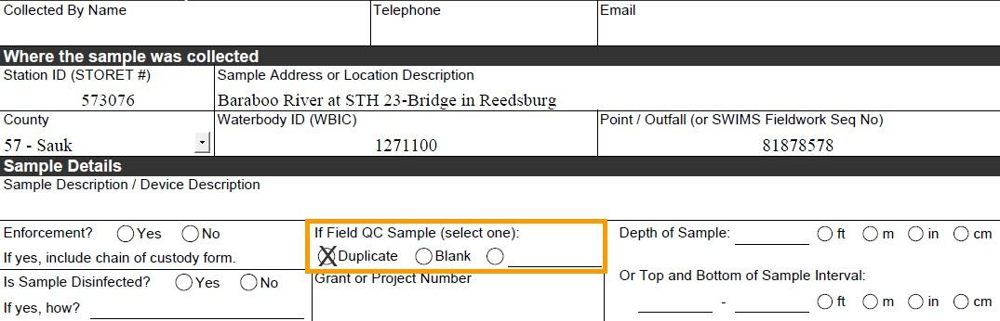 Collected By Name
Telephone
Email
Where the sample was collected
Station ID (STORET #)
573076
Sample Address or Location Description
Baraboo River at STH 23-Bridge in Reedsburg
County
57 - Sauk
Waterbody ID (WBIC)
1271100
Point / Outfall (or SWIMS Fieldwork Seq No)
81878578
Sample Details
Sample Description / Device Description
Enforcement? Yes No
If yes, include chain of custody form.
Is Sample Disinfected? Yes No
If yes, how?
If Field QC Sample (select one):
X Duplicate Blank
Grant or Project Number
Depth of Sample: ft m in cm
Or Top and Bottom of Sample Interval:
- ft m in cm